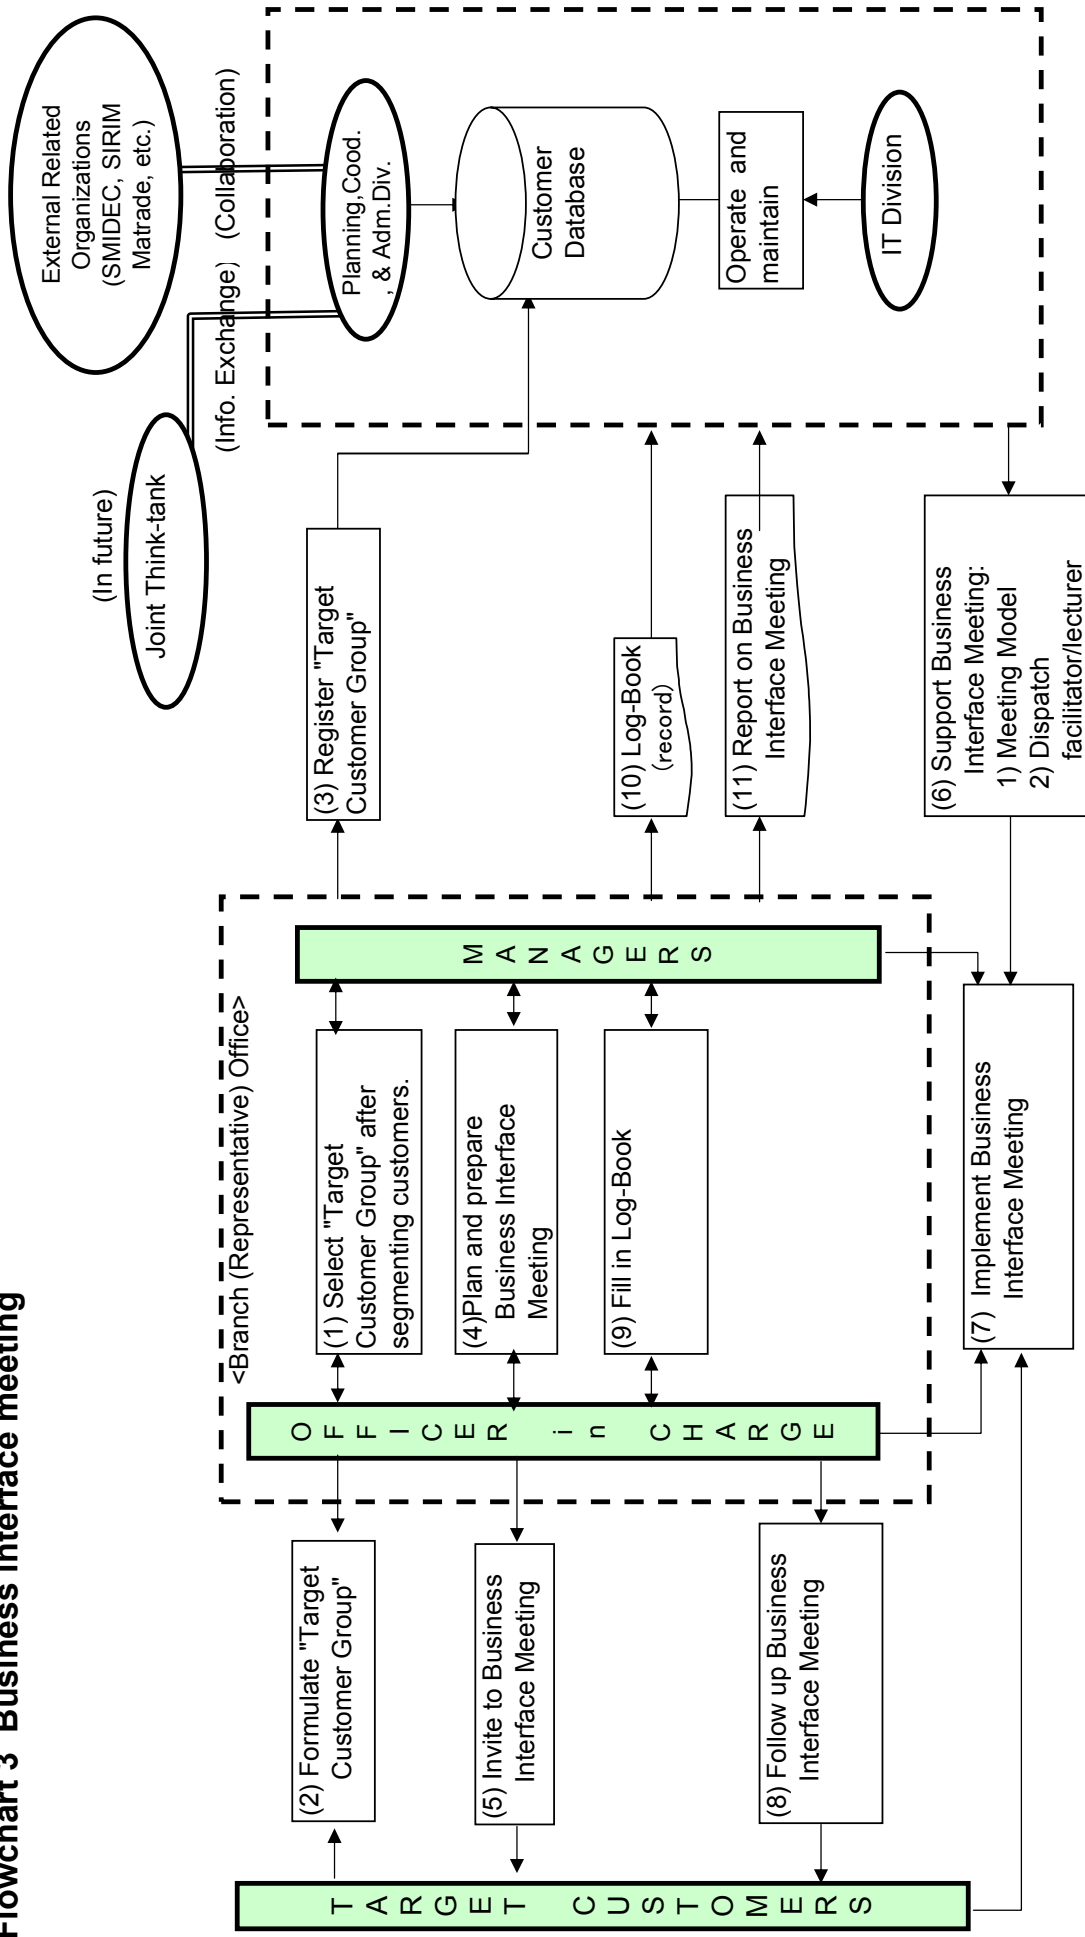 Flowchart 3 Business Interface meeting
<Branch (Representative) Office>
TARGET CUSTOMERS
(2) Formulate "Target
Customer Group"
(5) Invite to Business
Interface Meeting
(8) Follow up Business
Interface Meeting
OFFICER in CHARGE
(1) Select "Target
Customer Group" after
segmenting customers.
(4)Plan and prepare
Business Interface
Meeting
(9) Fill in Log-Book
MANAGERS
(7) Implement Business
Interface Meeting
(3) Register "Target
Customer Group"
(10) Log-Book
(record)
(11) Report on Business
Interface Meeting
(6) Support Business
Interface Meeting:
1) Meeting Model
2) Dispatch
facilitator/lecturer
(In future)
Joint Think-tank
(Info. Exchange) (Collaboration)
External Related
Organizations
(SMIDEC, SIRIM
Matrade, etc.)
Planning,Cood.
, & Adm.Div.
Customer
Database
Operate and
maintain
IT Division